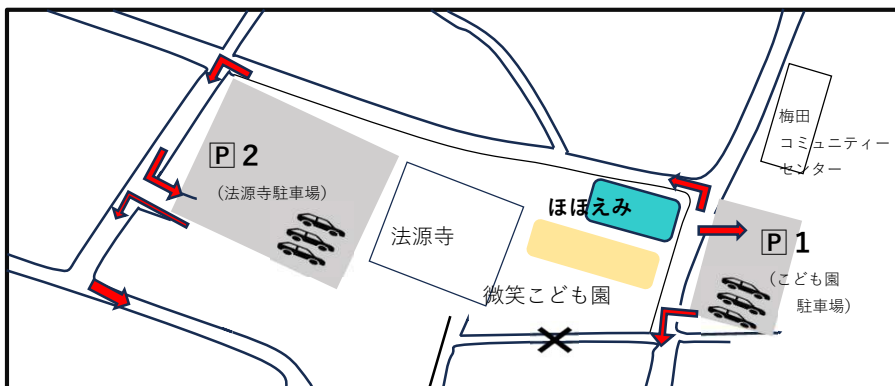 P 2
(法源寺駐車場)
法源寺
ほほえみ
微笑こども園
梅田
コミュニティー
センター
P 1
(こども園
駐車場)